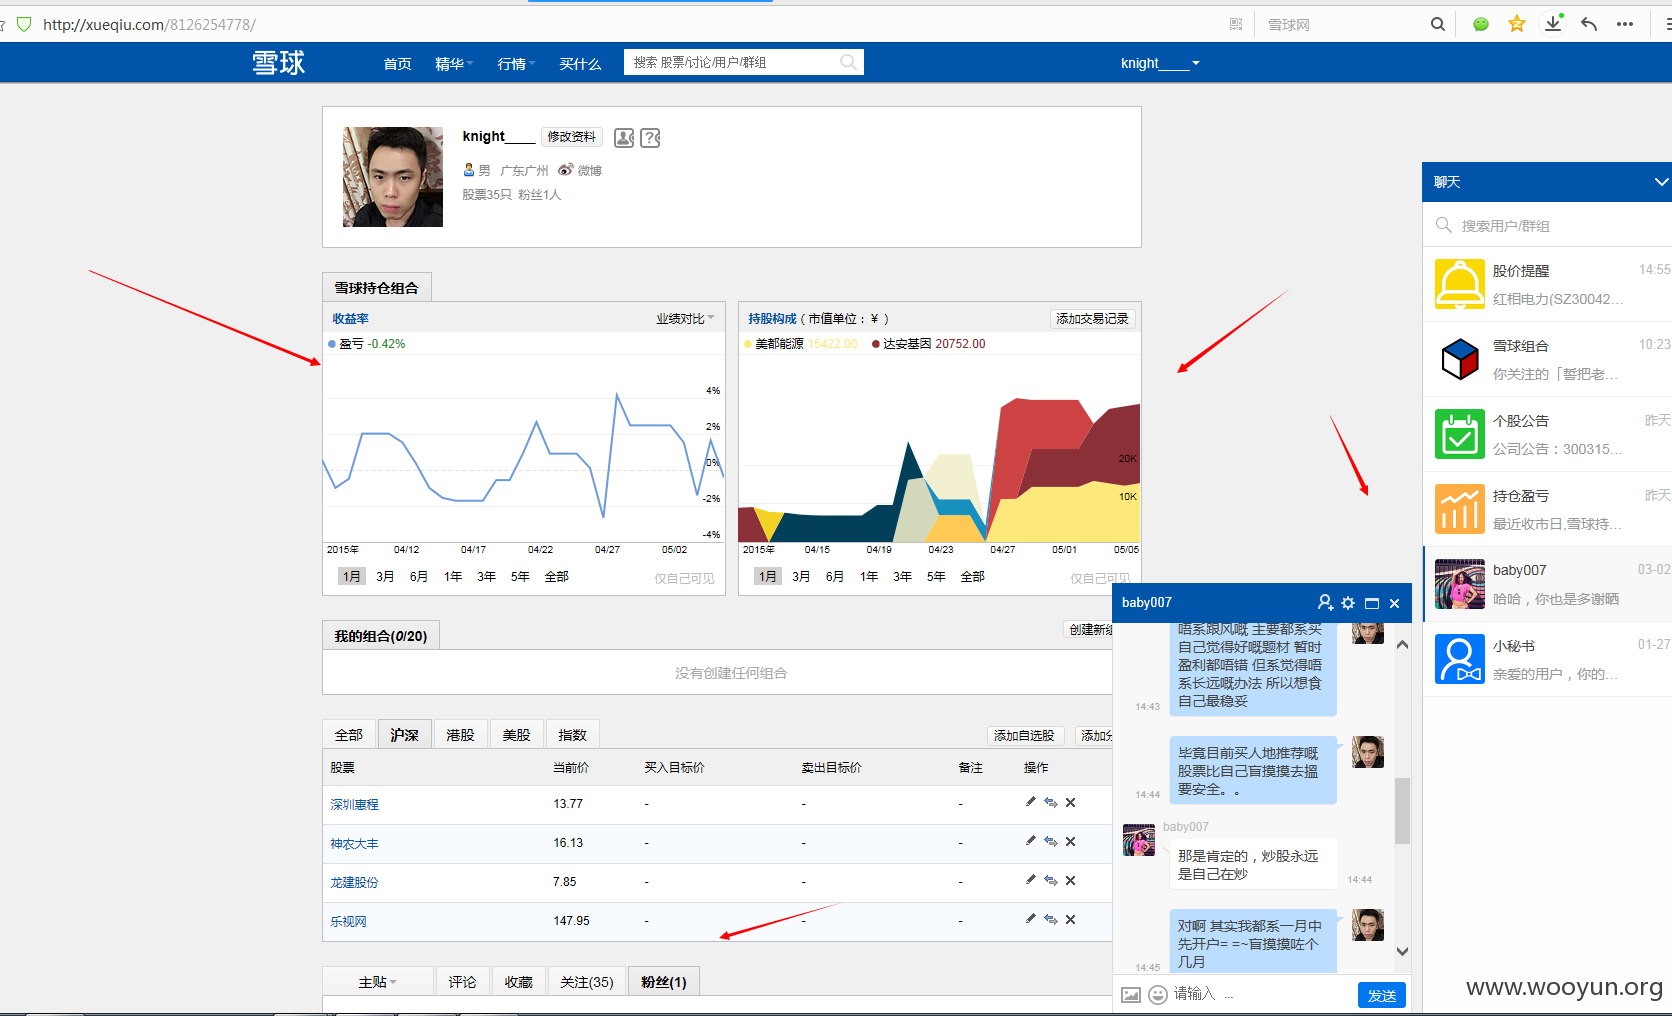 http://xueqiu.com/8126254778/
雪球网
雪球
首页
精华
行情
买什么
搜索 股票/讨论/用户/群组
knight____
knight____
修改资料
男 广东广州
微博
股票35只 粉丝1人
雪球持仓组合
收益率
业绩对比
盈亏 -0.42%
4%
2%
0%
-2%
-4%
2015年 04/12 04/17 04/22 04/27 05/02
1月 3月 6月 1年 3年 5年 全部
仅自己可见
持股构成 ( 市值单位：¥ )
添加交易记录
美都能源 15422.00
达安基因 20752.00
20K
10K
2015年 04/15 04/19 04/23 04/27 05/01 05/05
1月 3月 6月 1年 3年 5年 全部
仅自己可见
我的组合(0/20)
创建新组
没有创建任何组合
全部 沪深 港股 美股 指数
添加自选股
添加分
股票 当前价 买入目标价 卖出目标价 备注 操作
深圳惠程 13.77 - - -
神农大丰 16.13 - - -
龙建股份 7.85 - - -
乐视网 147.95 - - -
主贴 评论 收藏 关注(35) 粉丝(1)
聊天
搜索用户/群组
股价提醒 14:55
红相电力(SZ30042...
雪球组合 10:23
你关注的「誓把老...
个股公告 昨天
公司公告：300315...
持仓盈亏 昨天
最近收市日,雪球持...
baby007 03-02
哈哈，你也是多谢晒
小秘书 01-27
亲爱的用户，你的...
baby007
唔系跟风嘅 主要都系买
自己觉得好嘅题材 暂时
盈利都唔错 但系觉得唔
系长远嘅办法 所以想食
自己最稳妥
14:43
毕竟目前买人地推荐嘅
股票比自己盲摸摸去搵
要安全。。
14:44
baby007
那是肯定的，炒股永远
是自己在炒
14:44
对啊 其实我都系一月中
先开户= =~盲摸摸咗个
几月
14:45
请输入 ...
发送
www.wooyun.org